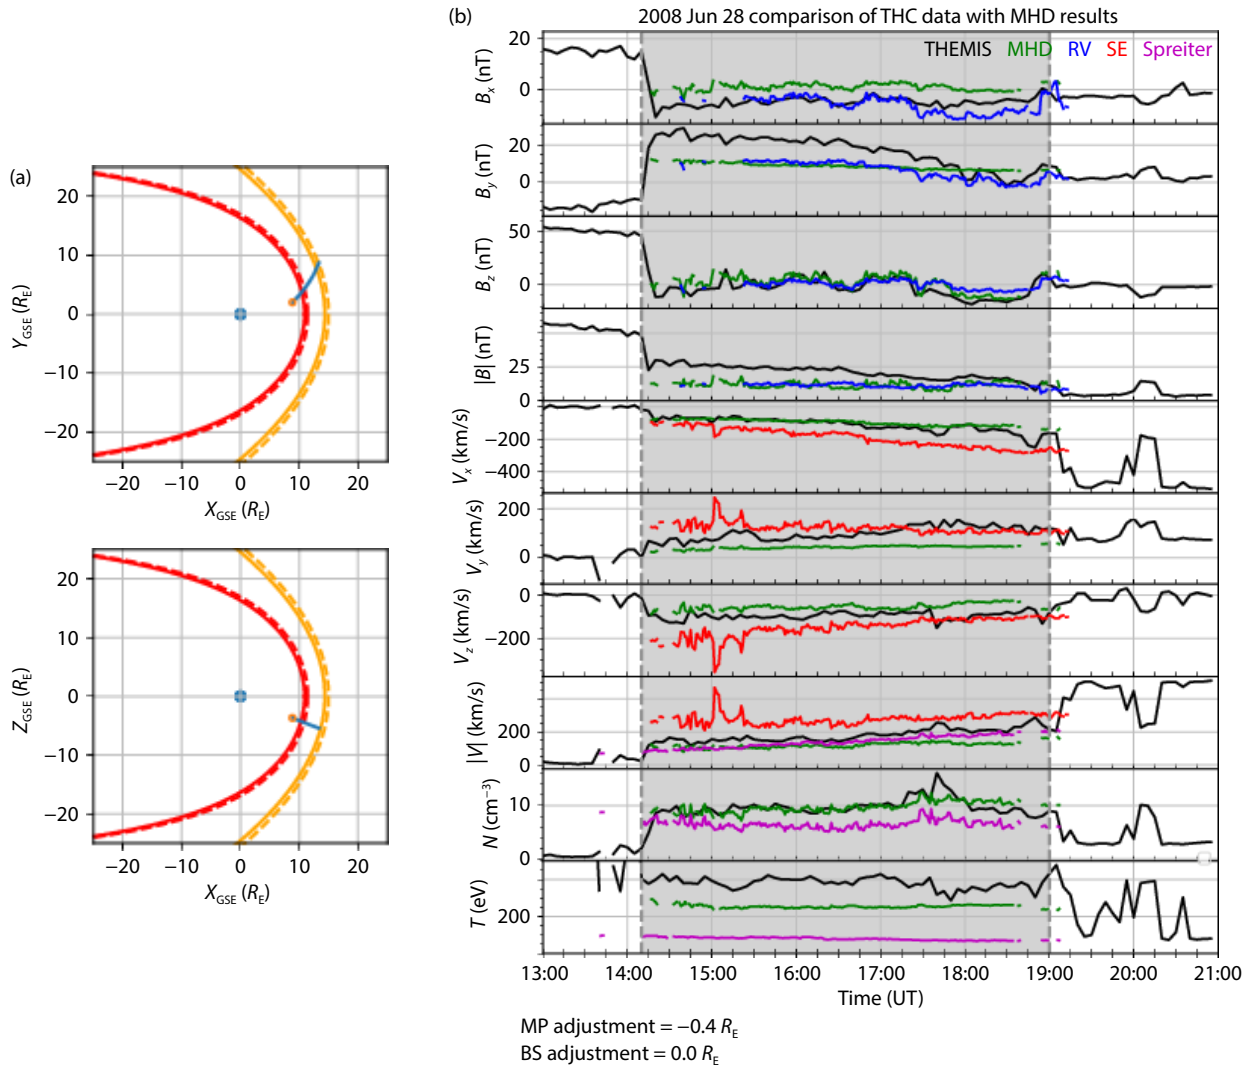 (a)
20
10
0
−10
−20
Y_GSE (R_E)
−20 −10 0 10 20
X_GSE (R_E)
20
10
0
−10
−20
Z_GSE (R_E)
−20 −10 0 10 20
X_GSE (R_E)
(b)
2008 Jun 28 comparison of THC data with MHD results
THEMIS MHD RV SE Spreiter
B_x (nT)
20
0
B_y (nT)
20
0
B_z (nT)
50
0
|B| (nT)
25
0
V_x (km/s)
−200
−400
V_y (km/s)
200
0
V_z (km/s)
0
−200
|V| (km/s)
200
0
N (cm⁻³)
10
0
T (eV)
200
13:00 14:00 15:00 16:00 17:00 18:00 19:00 20:00 21:00
Time (UT)
MP adjustment = −0.4 R_E
BS adjustment = 0.0 R_E